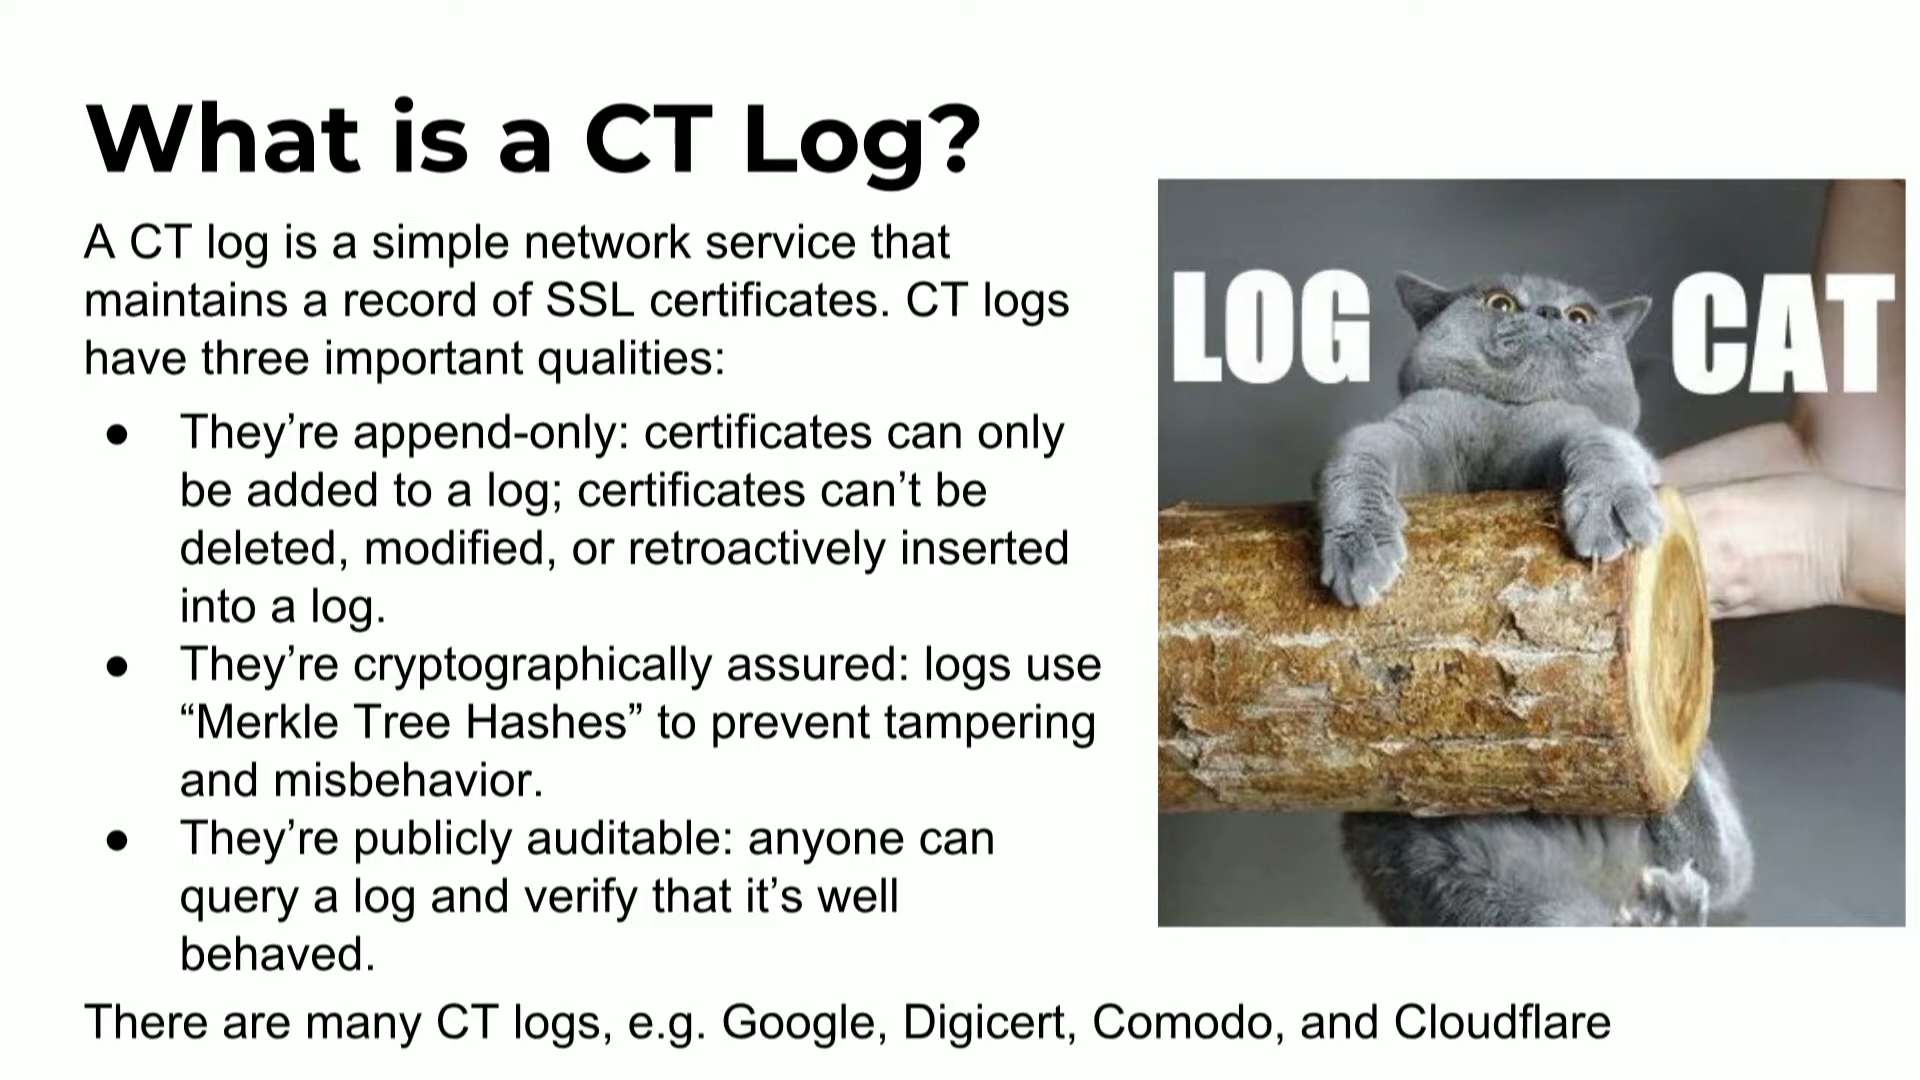 What is a CT Log?
A CT log is a simple network service that
maintains a record of SSL certificates. CT logs
have three important qualities:
● They’re append-only: certificates can only
be added to a log; certificates can’t be
deleted, modified, or retroactively inserted
into a log.
● They’re cryptographically assured: logs use
“Merkle Tree Hashes” to prevent tampering
and misbehavior.
● They’re publicly auditable: anyone can
query a log and verify that it’s well
behaved.
There are many CT logs, e.g. Google, Digicert, Comodo, and Cloudflare
LOG CAT